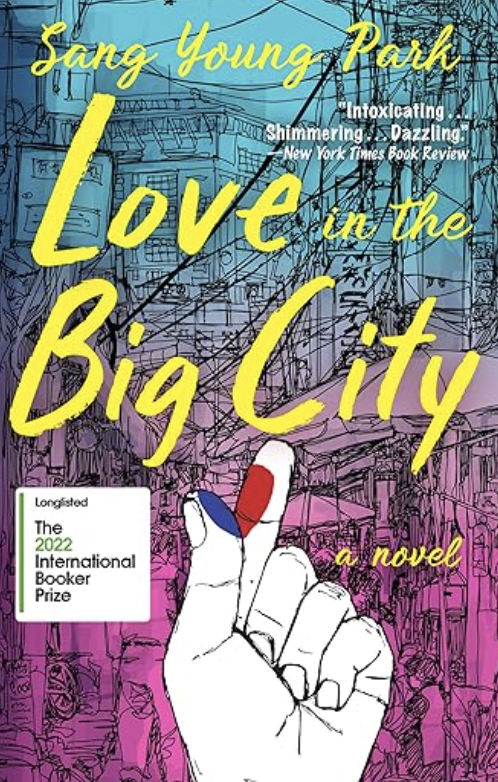 Sang Young Park
"Intoxicating...
Shimmering...Dazzling."
—New York Times Book Review
Love in the
Big City
Longlisted
The
2022
International
Booker
Prize
a novel